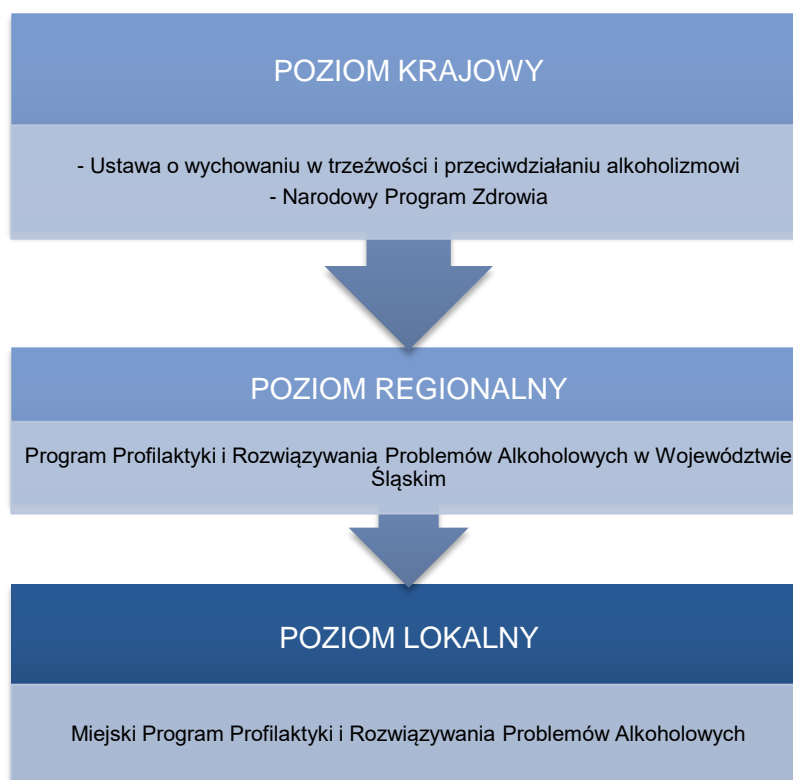 POZIOM KRAJOWY
- Ustawa o wychowaniu w trzeźwości i przeciwdziałaniu alkoholizmowi
- Narodowy Program Zdrowia
POZIOM REGIONALNY
Program Profilaktyki i Rozwiązywania Problemów Alkoholowych w Województwie
Śląskim
POZIOM LOKALNY
Miejski Program Profilaktyki i Rozwiązywania Problemów Alkoholowych